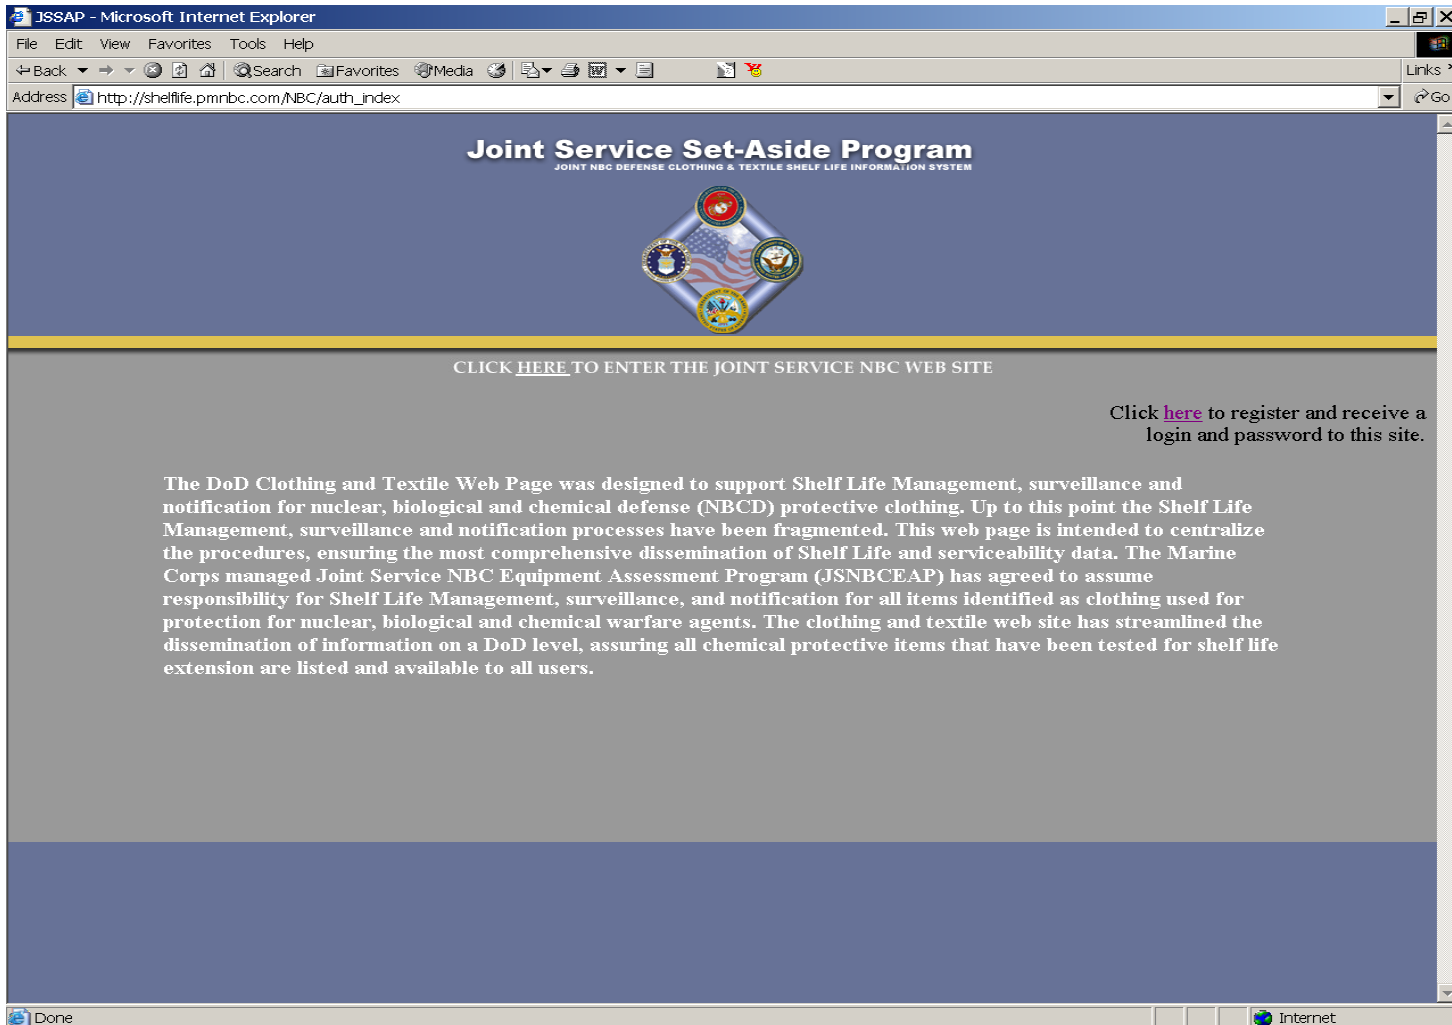 JSSAP - Microsoft Internet Explorer
File Edit View Favorites Tools Help
Back Search Favorites Media Links
Address http://shelflife.pmnbc.com/NBC/auth_index Go
Joint Service Set-Aside Program
JOINT NBC DEFENSE CLOTHING & TEXTILE SHELF LIFE INFORMATION SYSTEM
CLICK HERE TO ENTER THE JOINT SERVICE NBC WEB SITE
Click here to register and receive a
login and password to this site.
The DoD Clothing and Textile Web Page was designed to support Shelf Life Management, surveillance and
notification for nuclear, biological and chemical defense (NBCD) protective clothing. Up to this point the Shelf Life
Management, surveillance and notification processes have been fragmented. This web page is intended to centralize
the procedures, ensuring the most comprehensive dissemination of Shelf Life and serviceability data. The Marine
Corps managed Joint Service NBC Equipment Assessment Program (JSNBCEAP) has agreed to assume
responsibility for Shelf Life Management, surveillance, and notification for all items identified as clothing used for
protection for nuclear, biological and chemical warfare agents. The clothing and textile web site has streamlined the
dissemination of information on a DoD level, assuring all chemical protective items that have been tested for shelf life
extension are listed and available to all users.
Done Internet